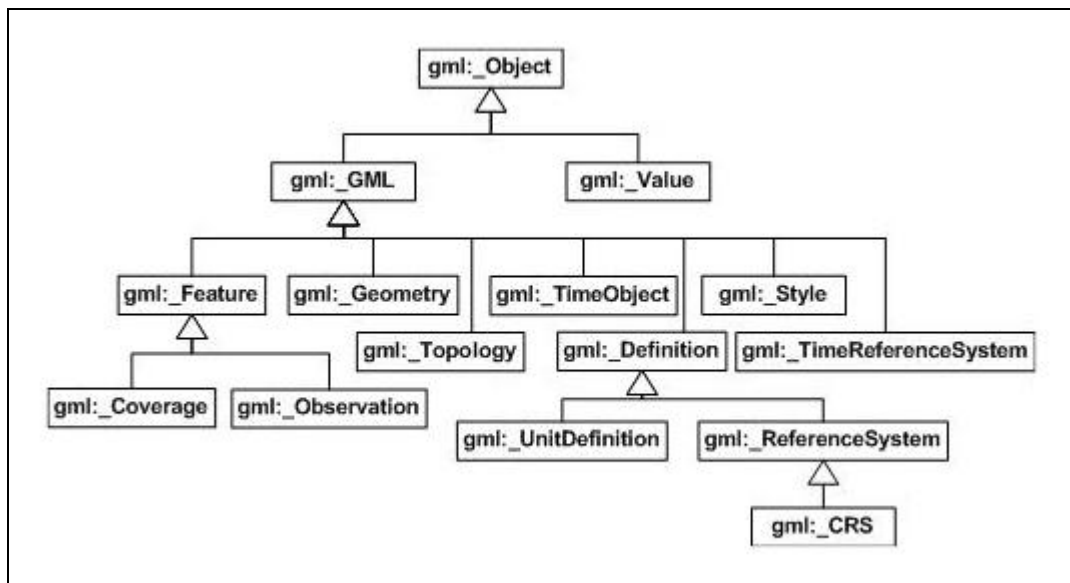 gml:_Object
gml:_GML
gml:_Value
gml:_Feature
gml:_Geometry
gml:_TimeObject
gml:_Style
gml:_Topology
gml:_Definition
gml:_TimeReferenceSystem
gml:_Coverage
gml:_Observation
gml:_UnitDefinition
gml:_ReferenceSystem
gml:_CRS